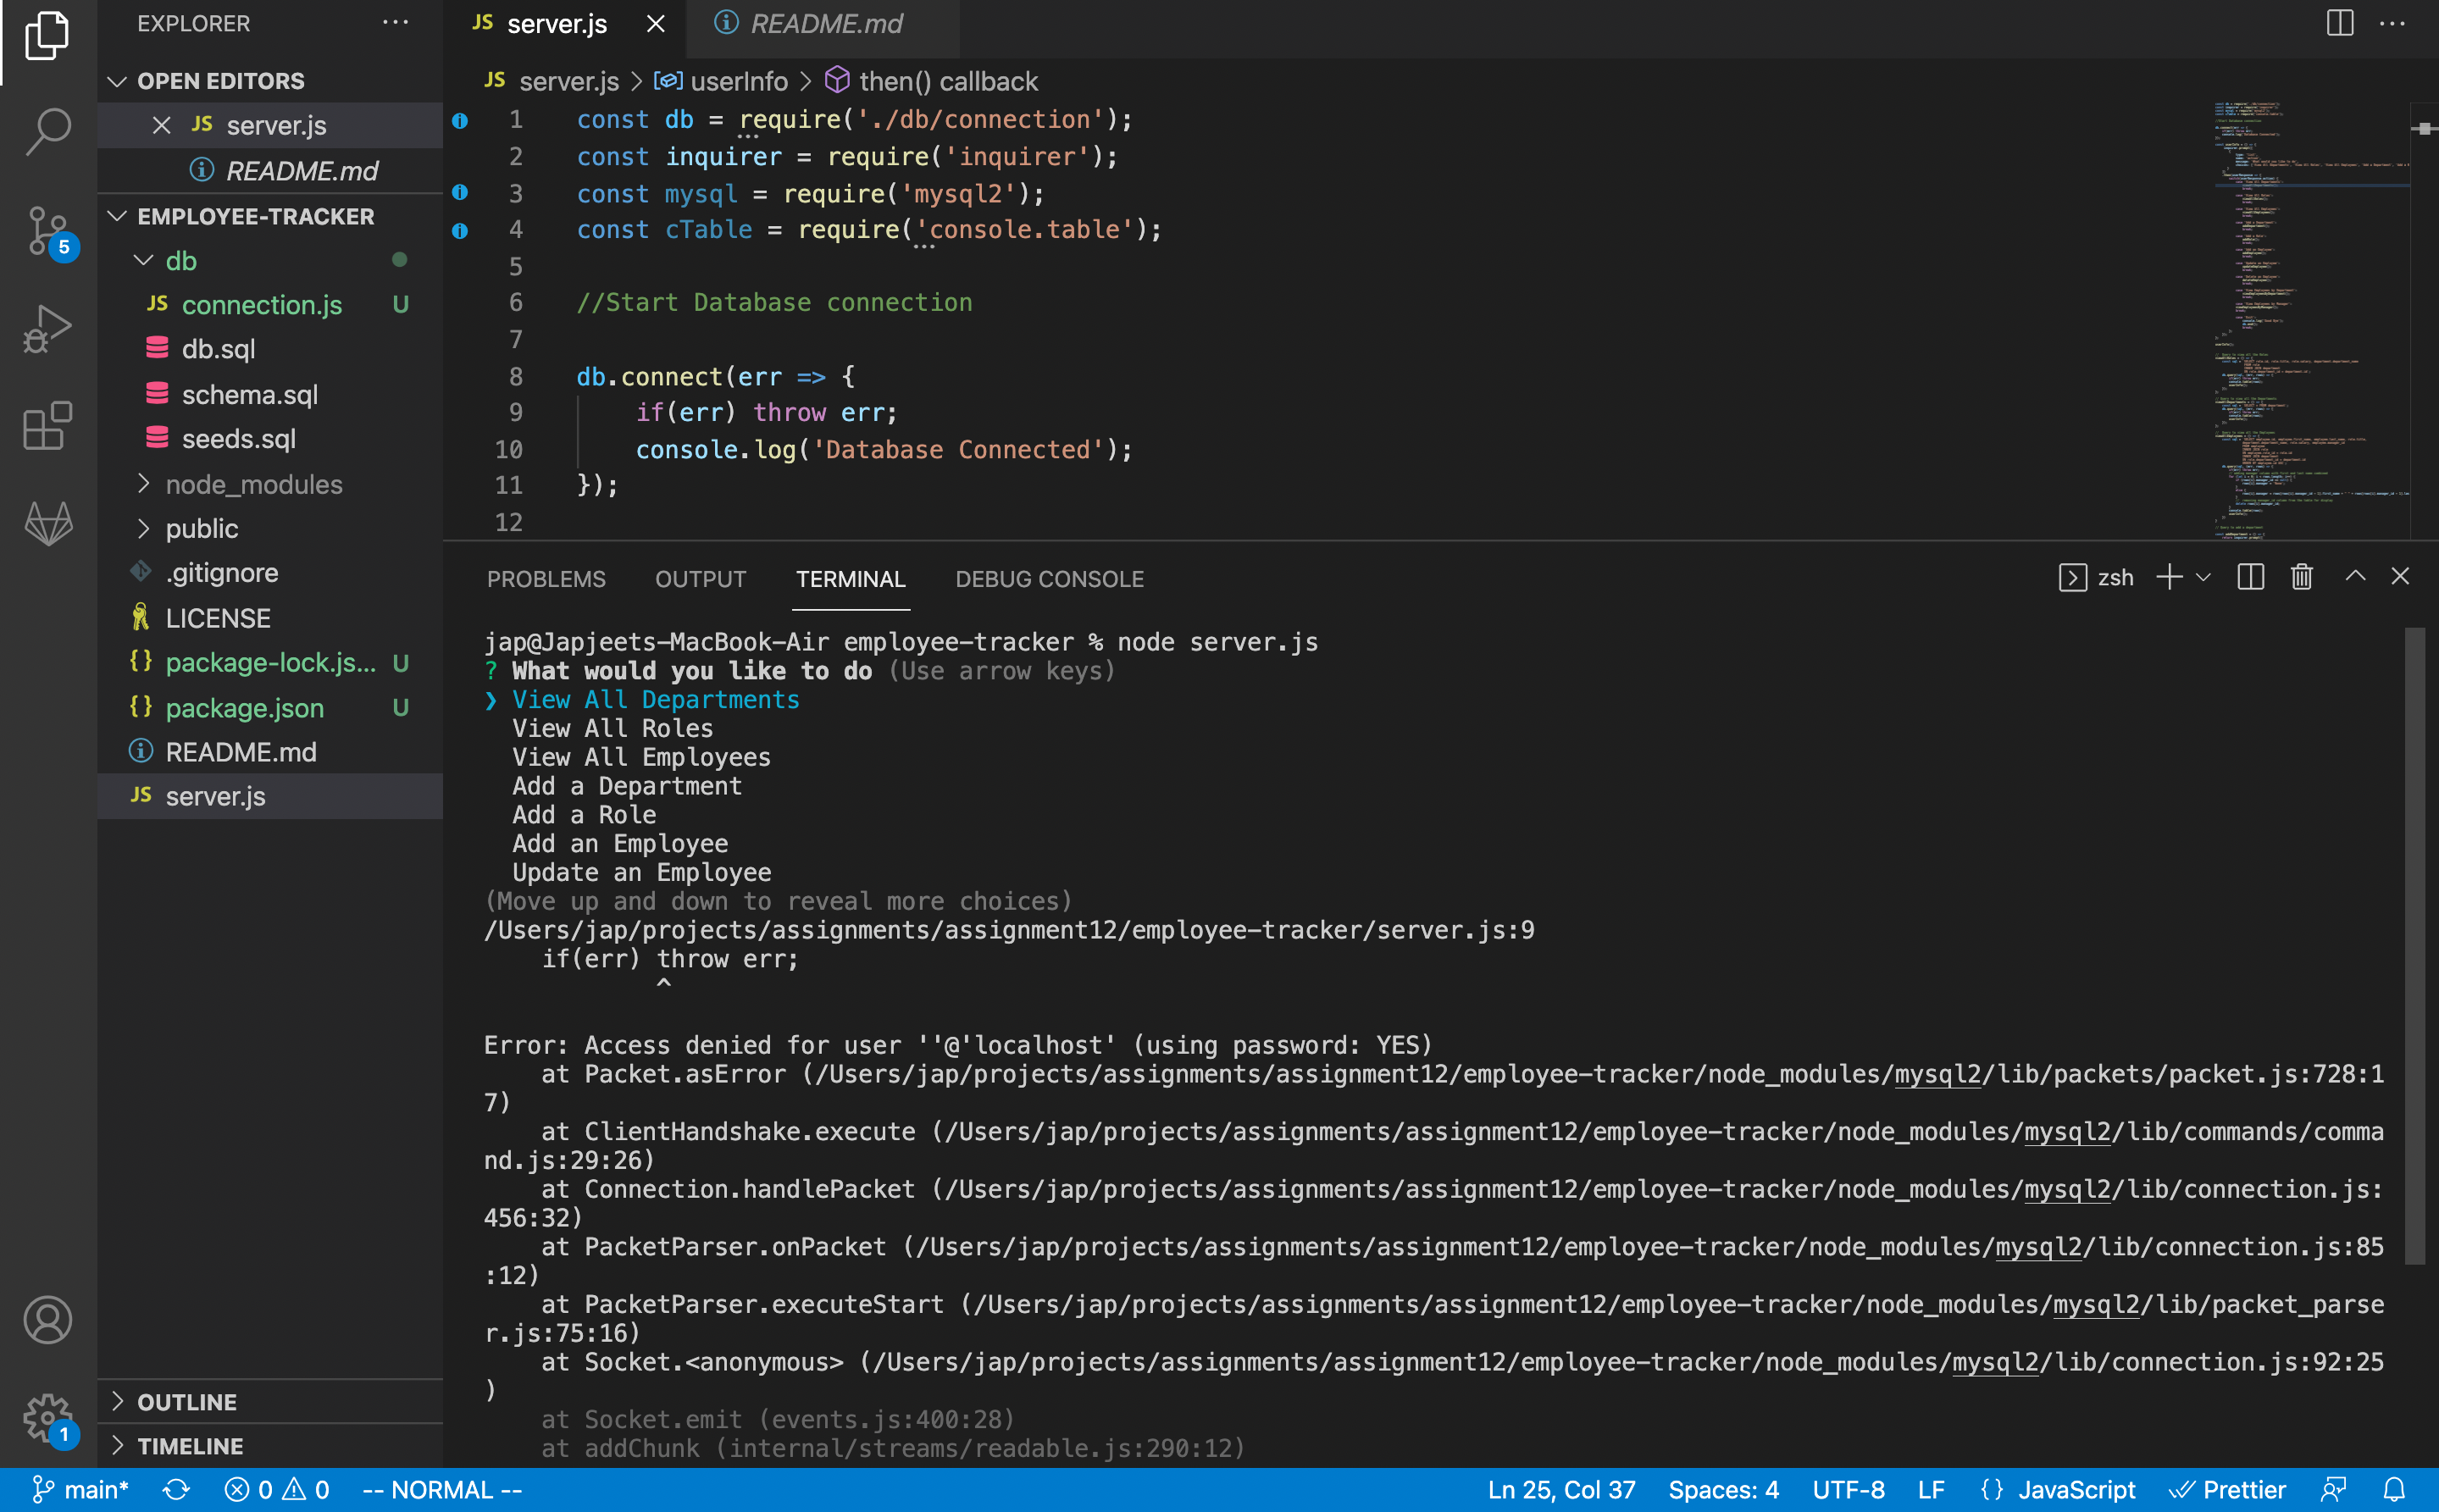 EXPLORER
OPEN EDITORS
JS server.js
README.md
EMPLOYEE-TRACKER
db
JS connection.js U
db.sql
schema.sql
seeds.sql
node_modules
public
.gitignore
LICENSE
{} package-lock.js... U
{} package.json U
README.md
JS server.js
OUTLINE
TIMELINE
5
1
JS server.js
README.md
JS server.js > userInfo > then() callback
1 const db = require('./db/connection');
2 const inquirer = require('inquirer');
3 const mysql = require('mysql2');
4 const cTable = require('console.table');
5
6 //Start Database connection
7
8 db.connect(err => {
9 if(err) throw err;
10 console.log('Database Connected');
11 });
12
PROBLEMS OUTPUT TERMINAL DEBUG CONSOLE
zsh
jap@Japjeets-MacBook-Air employee-tracker % node server.js
? What would you like to do (Use arrow keys)
❯ View All Departments
View All Roles
View All Employees
Add a Department
Add a Role
Add an Employee
Update an Employee
(Move up and down to reveal more choices)
/Users/jap/projects/assignments/assignment12/employee-tracker/server.js:9
if(err) throw err;
^
Error: Access denied for user ''@'localhost' (using password: YES)
at Packet.asError (/Users/jap/projects/assignments/assignment12/employee-tracker/node_modules/mysql2/lib/packets/packet.js:728:1
7)
at ClientHandshake.execute (/Users/jap/projects/assignments/assignment12/employee-tracker/node_modules/mysql2/lib/commands/comma
nd.js:29:26)
at Connection.handlePacket (/Users/jap/projects/assignments/assignment12/employee-tracker/node_modules/mysql2/lib/connection.js:
456:32)
at PacketParser.onPacket (/Users/jap/projects/assignments/assignment12/employee-tracker/node_modules/mysql2/lib/connection.js:85
:12)
at PacketParser.executeStart (/Users/jap/projects/assignments/assignment12/employee-tracker/node_modules/mysql2/lib/packet_parse
r.js:75:16)
at Socket.<anonymous> (/Users/jap/projects/assignments/assignment12/employee-tracker/node_modules/mysql2/lib/connection.js:92:25
)
at Socket.emit (events.js:400:28)
at addChunk (internal/streams/readable.js:290:12)
main* 0 0 -- NORMAL -- Ln 25, Col 37 Spaces: 4 UTF-8 LF {} JavaScript Prettier